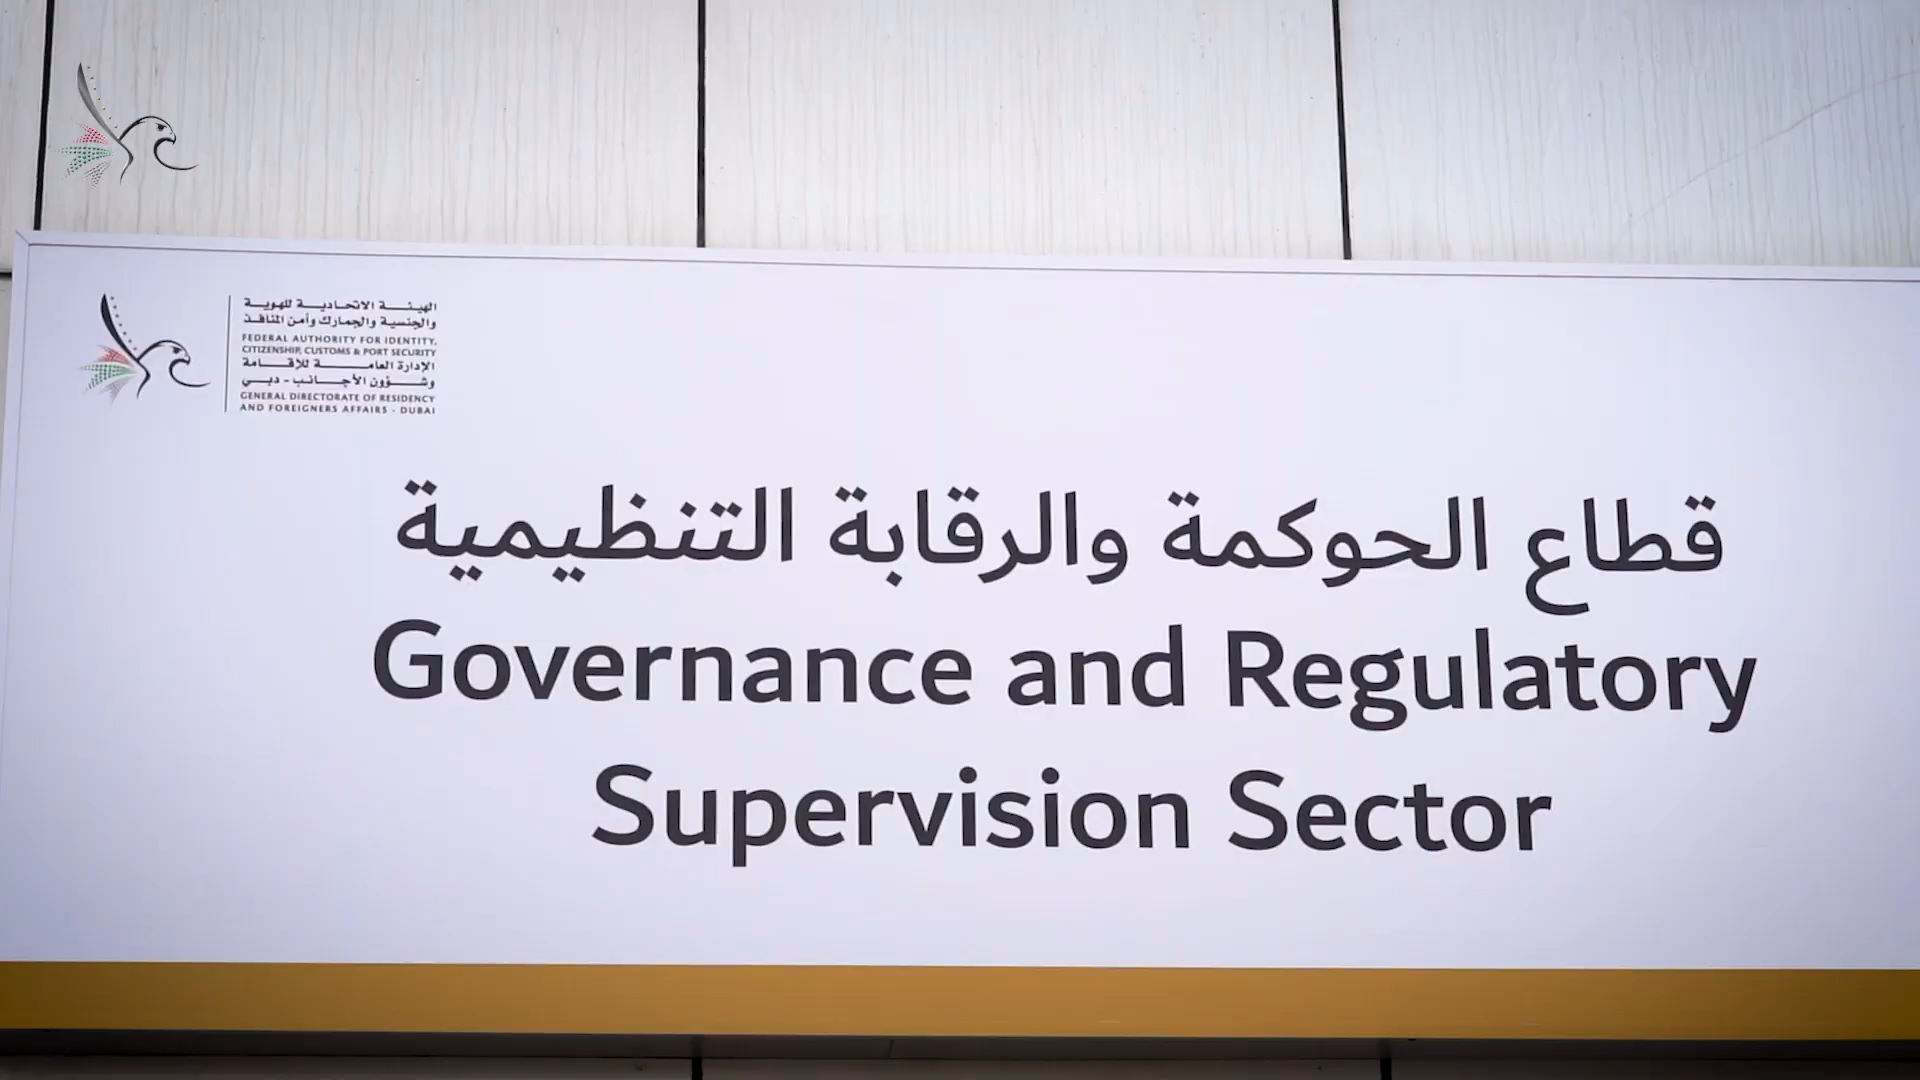 الهيئة الاتحادية للهوية
والجنسية والجمارك وأمن المنافذ
FEDERAL AUTHORITY FOR IDENTITY,
CITIZENSHIP, CUSTOMS & PORT SECURITY
الإدارة العامة للإقامة
وشؤون الأجانب - دبي
GENERAL DIRECTORATE OF RESIDENCY
AND FOREIGNERS AFFAIRS - DUBAI
قطاع الحوكمة والرقابة التنظيمية
Governance and Regulatory
Supervision Sector